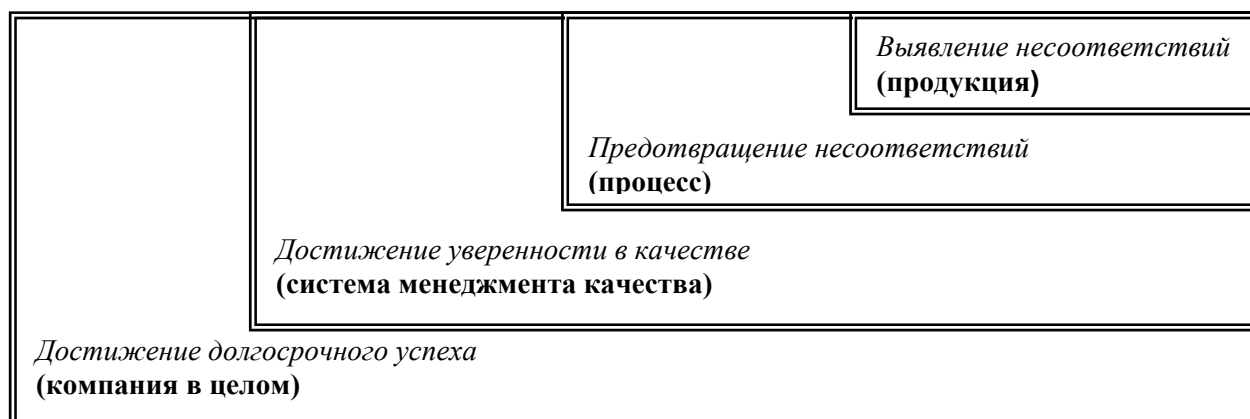 Выявление несоответствий
(продукция)
Предотвращение несоответствий
(процесс)
Достижение уверенности в качестве
(система менеджмента качества)
Достижение долгосрочного успеха
(компания в целом)